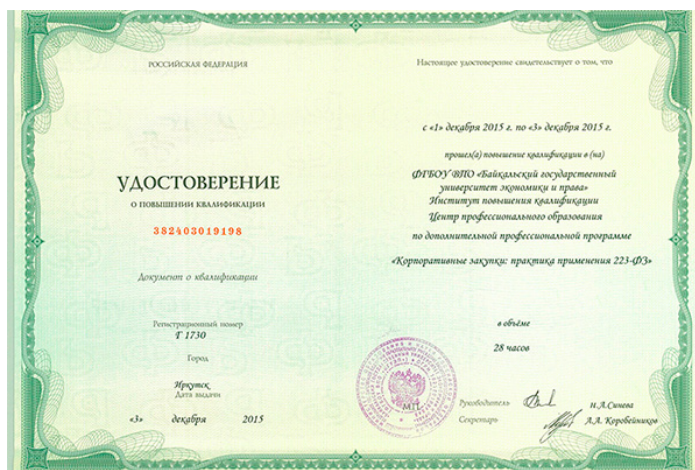 РОССИЙСКАЯ ФЕДЕРАЦИЯ
УДОСТОВЕРЕНИЕ
О ПОВЫШЕНИИ КВАЛИФИКАЦИИ
382403019198
Документ о квалификации
Регистрационный номер
Г 1730
Город
Иркутск
Дата выдачи
«3» декабря 2015
Настоящее удостоверение свидетельствует о том, что
с «1» декабря 2015 г. по «3» декабря 2015 г.
прошел(а) повышение квалификации в (на)
ФГБОУ ВПО «Байкальский государственный
университет экономики и права»
Институт повышения квалификации
Центр профессионального образования
по дополнительной профессиональной программе
«Корпоративные закупки: практика применения 223-ФЗ»
в объёме
28 часов
М.П.
Руководитель Н.А.Синева
Секретарь А.А. Коробейников